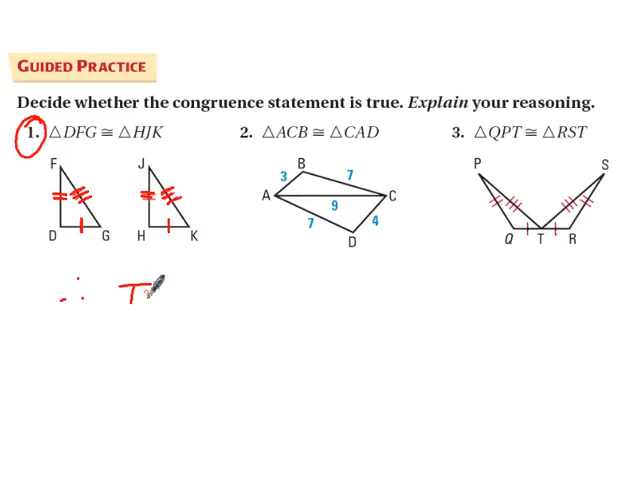 GUIDED PRACTICE
Decide whether the congruence statement is true. Explain your reasoning.
1. △DFG ≅ △HJK
2. △ACB ≅ △CAD
3. △QPT ≅ △RST
F
J
D
G
H
K
B
3
7
A
C
9
7
4
D
P
S
Q
T
R
∴ T